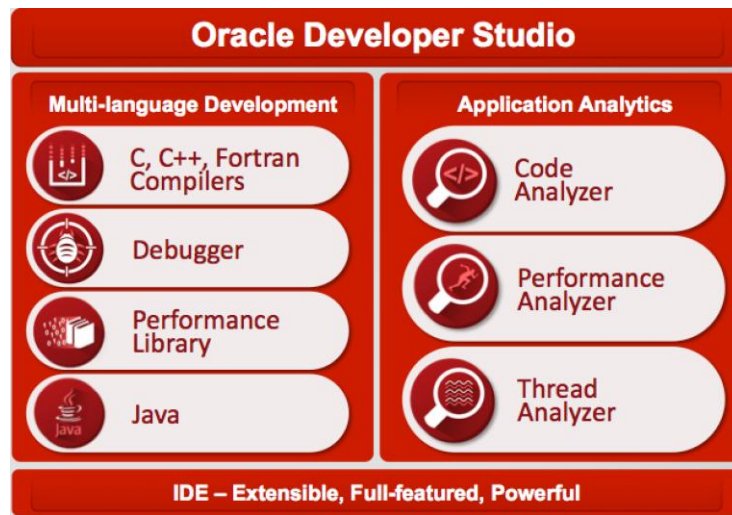 Oracle Developer Studio
Multi-language Development
</>
C, C++, Fortran
Compilers
Debugger
Performance
Library
Java
Java
Application Analytics
</>
Code
Analyzer
Performance
Analyzer
Thread
Analyzer
IDE – Extensible, Full-featured, Powerful